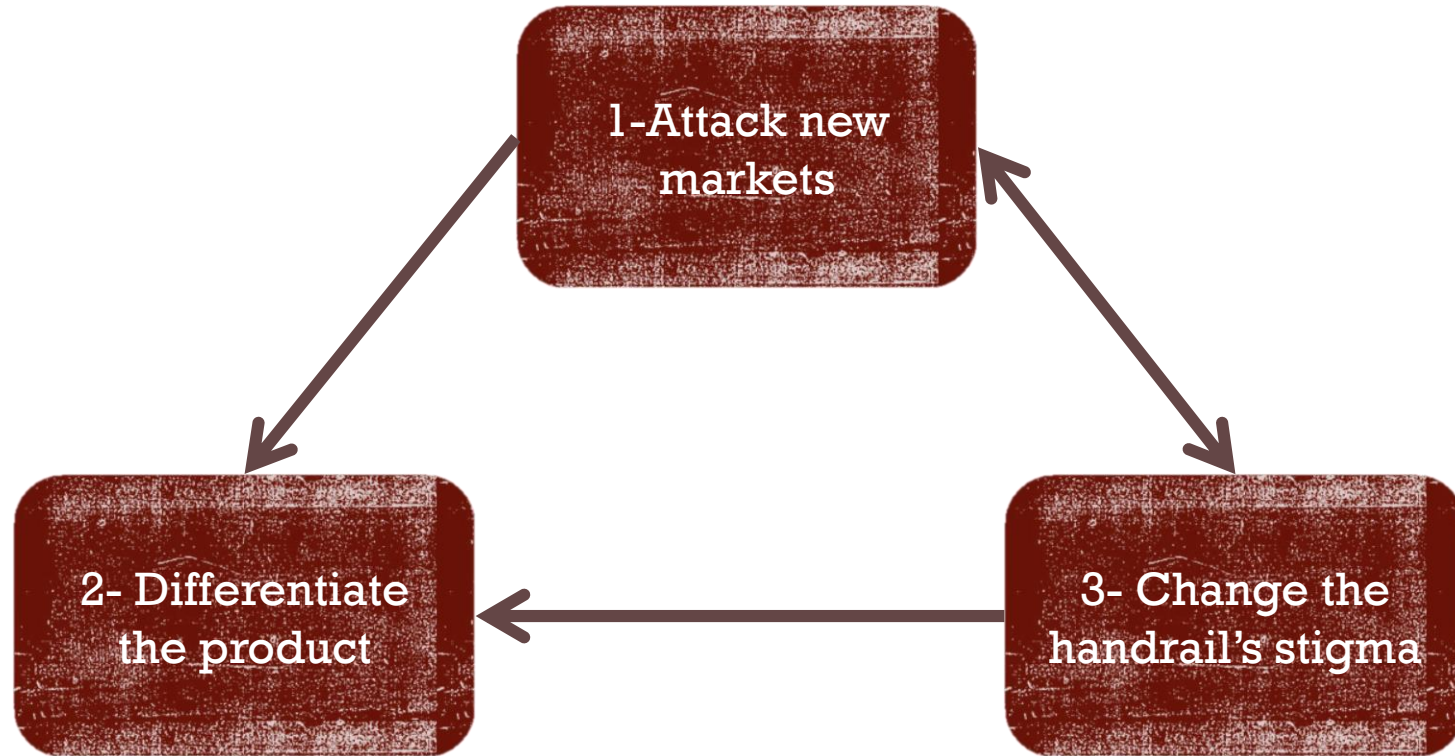 1-Attack new
markets
2- Differentiate
the product
3- Change the
handrail’s stigma